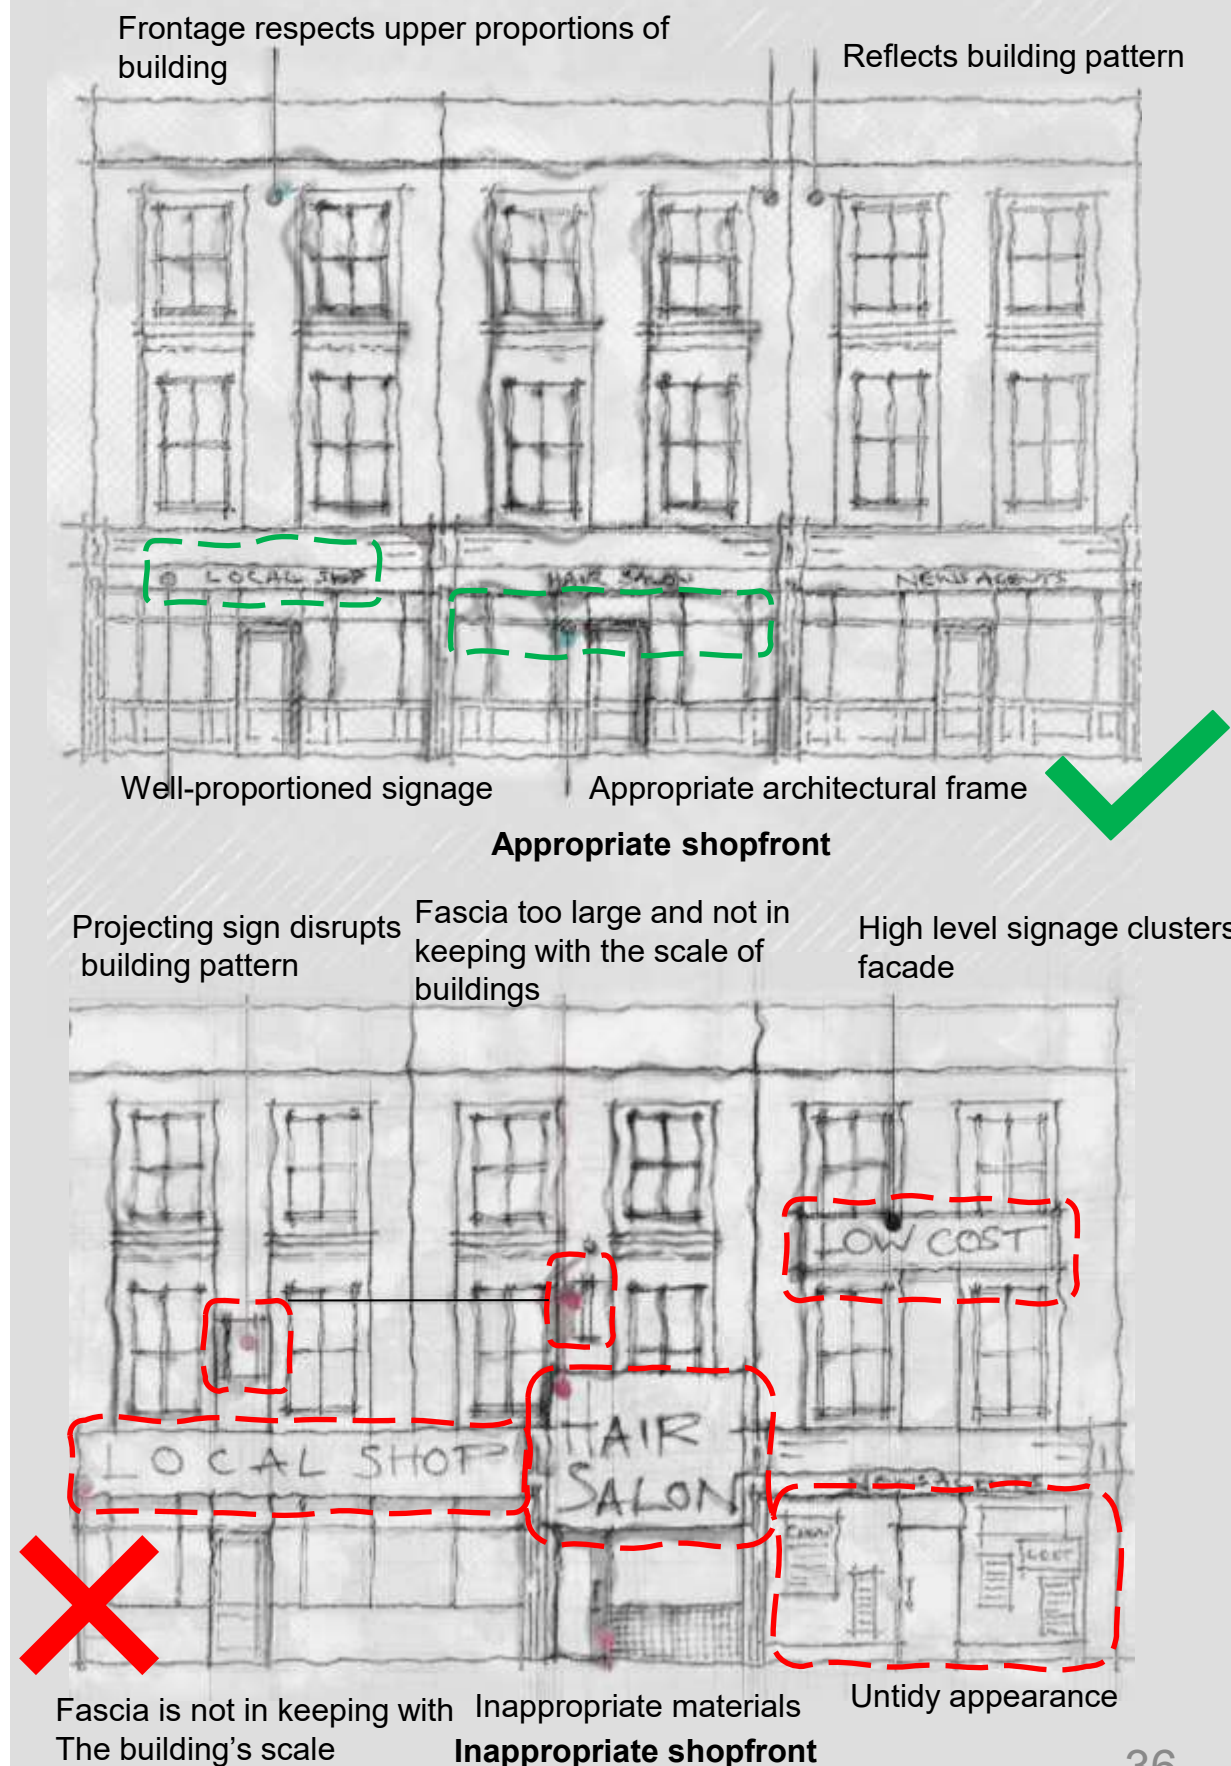 Frontage respects upper proportions of
building
Reflects building pattern
LOCAL SHOP
HAIR SALON
NEWSAGENTS
Well-proportioned signage
Appropriate architectural frame
Appropriate shopfront
Projecting sign disrupts
building pattern
Fascia too large and not in
keeping with the scale of
buildings
High level signage clusters
facade
LOW COST
LOCAL SHOP
HAIR
SALON
NEWSAGENTS
Fascia is not in keeping with
The building's scale
Inappropriate materials
Untidy appearance
Inappropriate shopfront
36